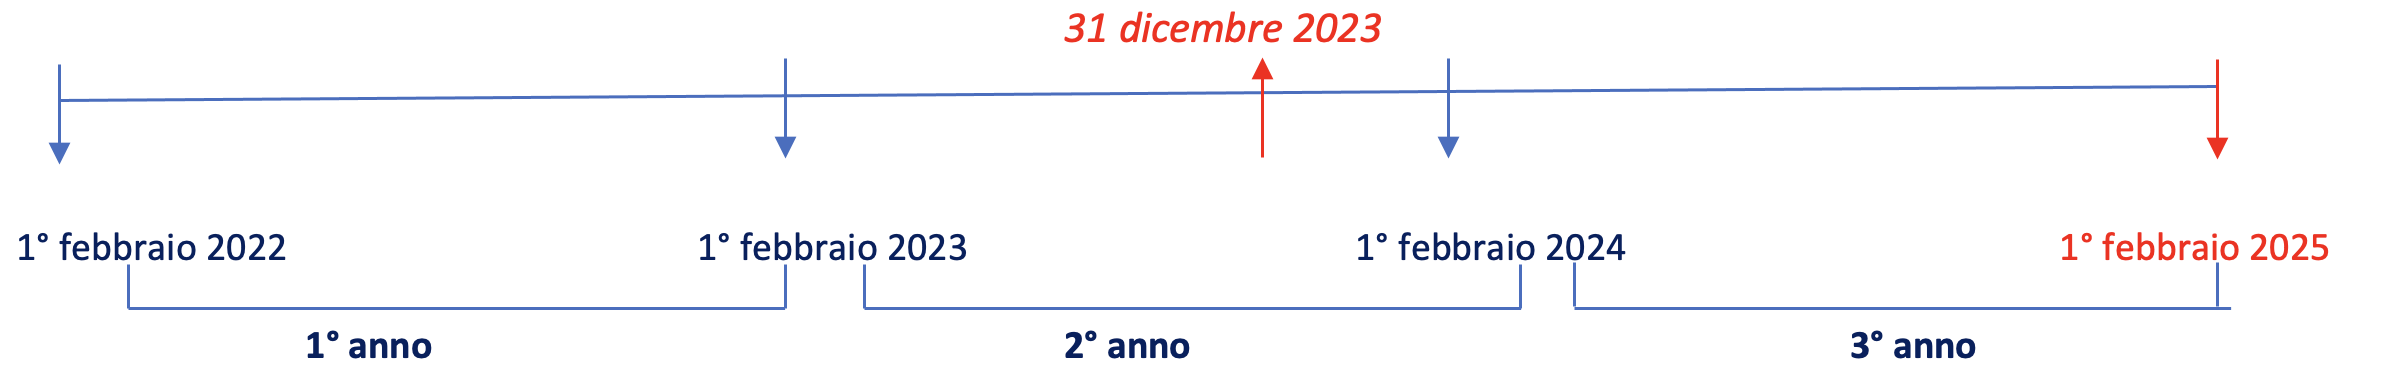 31 dicembre 2023
1° febbraio 2022
1° febbraio 2023
1° febbraio 2024
1° febbraio 2025
1° anno
2° anno
3° anno